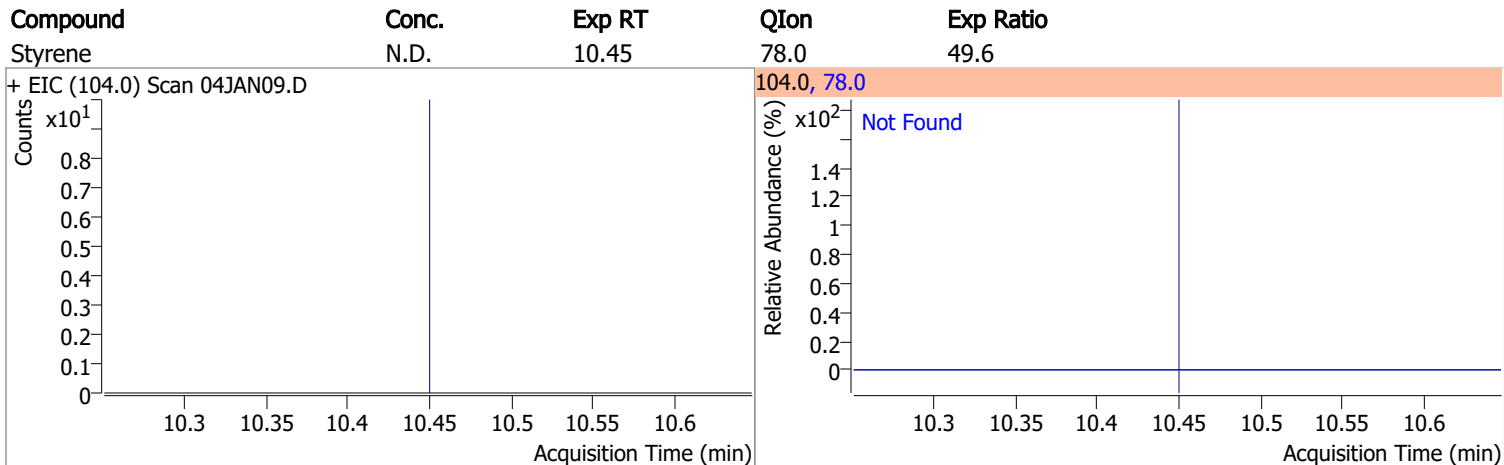 Compound Conc. Exp RT QIon Exp Ratio
Styrene N.D. 10.45 78.0 49.6
+ EIC (104.0) Scan 04JAN09.D
Counts
x10¹
0.8
0.7
0.6
0.5
0.4
0.3
0.2
0.1
0
10.3 10.35 10.4 10.45 10.5 10.55 10.6
Acquisition Time (min)
104.0, 78.0
Relative Abundance (%)
x10²
Not Found
1.4
1.2
1
0.8
0.6
0.4
0.2
0
10.3 10.35 10.4 10.45 10.5 10.55 10.6
Acquisition Time (min)